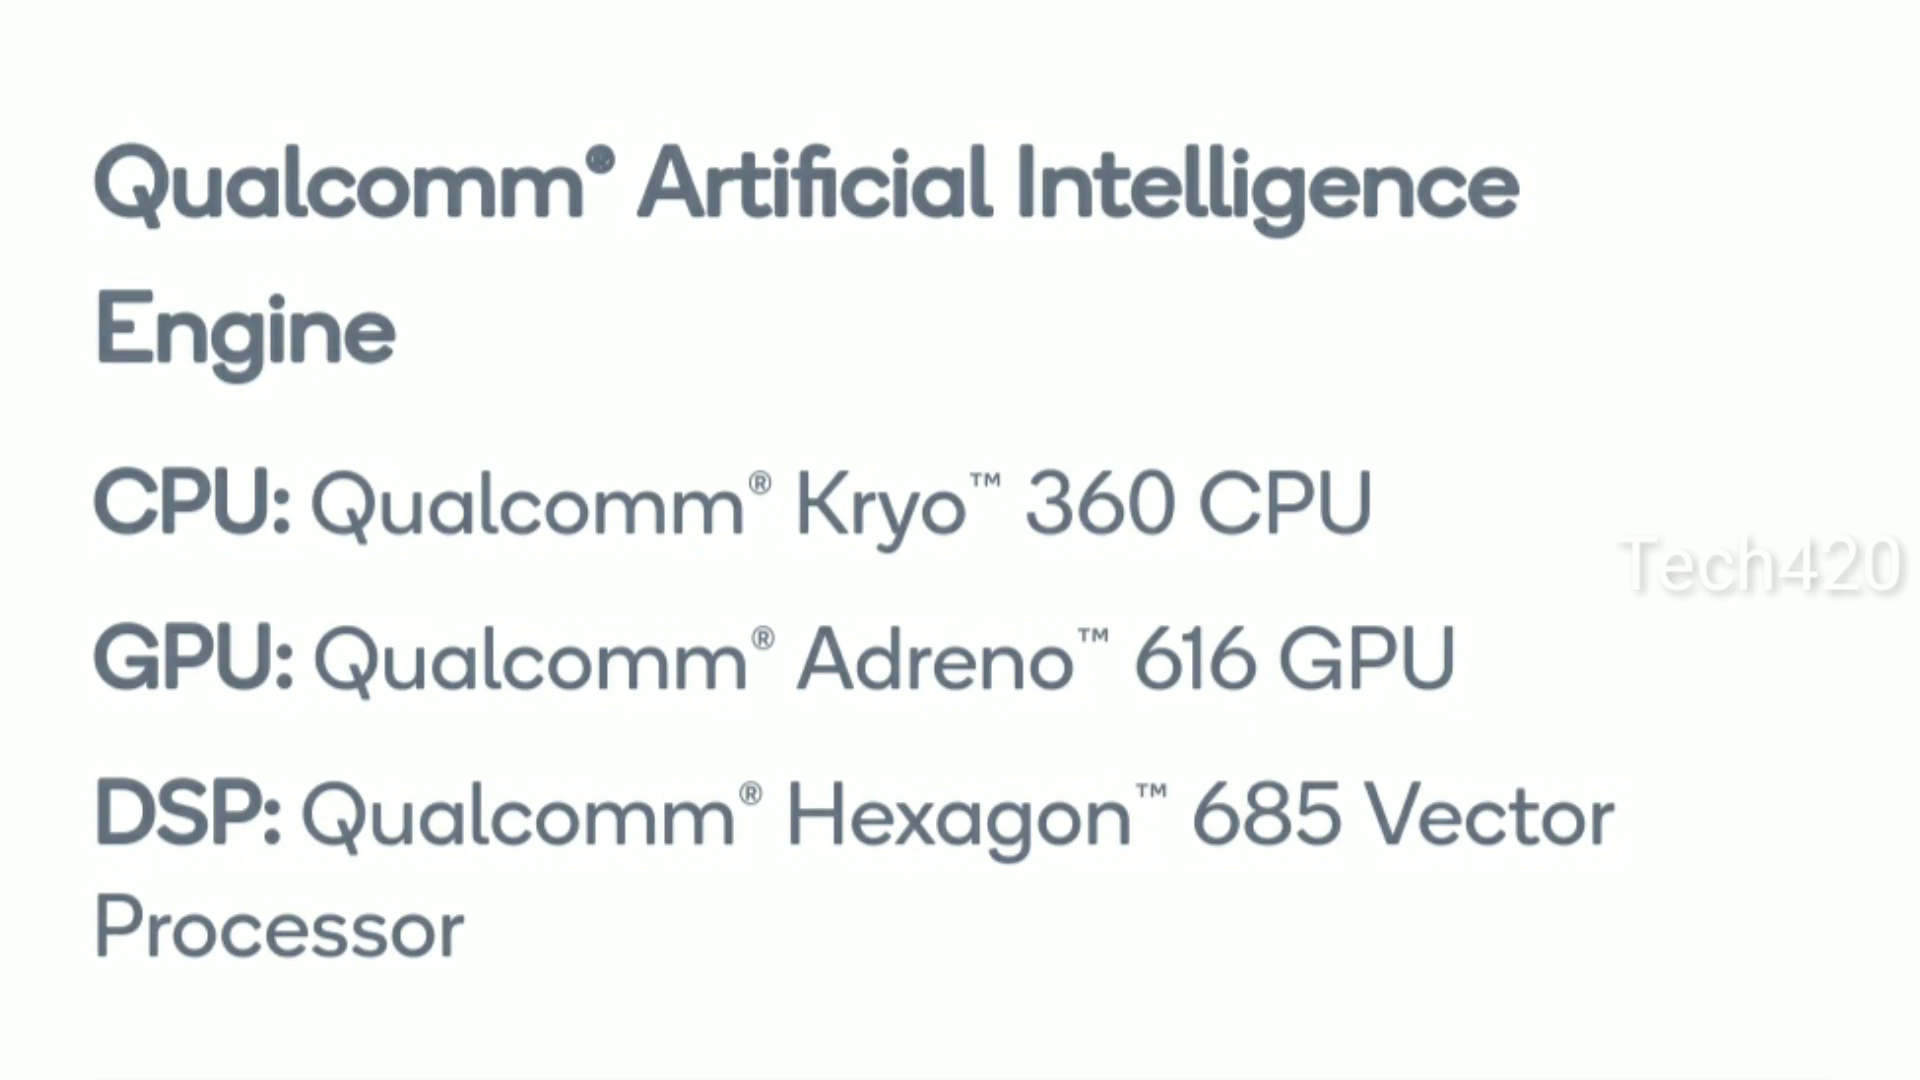 Qualcomm® Artificial Intelligence
Engine
CPU: Qualcomm® Kryo™ 360 CPU
Tech420
GPU: Qualcomm® Adreno™ 616 GPU
DSP: Qualcomm® Hexagon™ 685 Vector
Processor